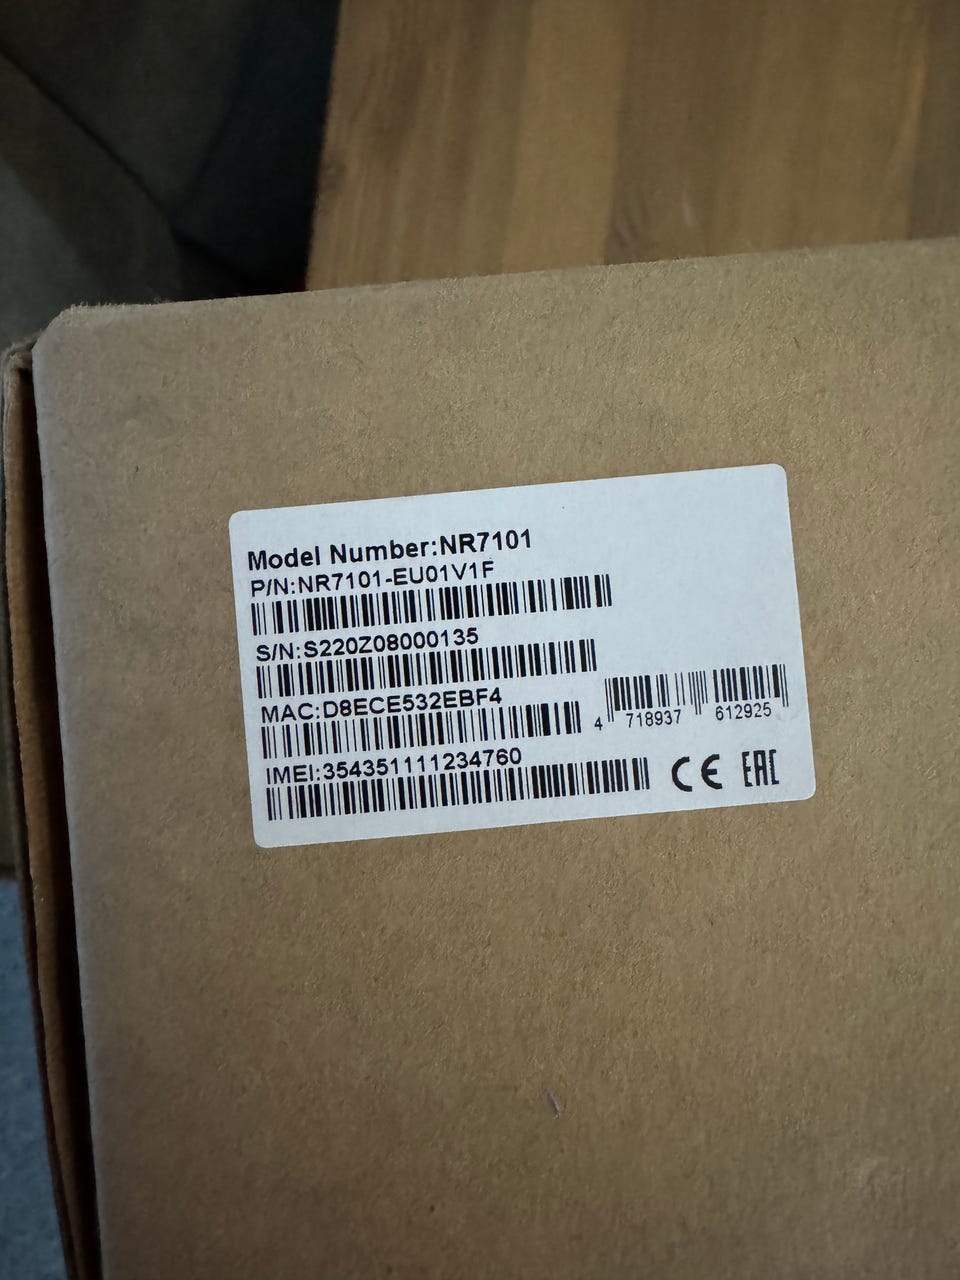 Model Number:NR7101
P/N:NR7101-EU01V1F
S/N:S220Z08000135
MAC:D8ECE532EBF4
4 718937 612925
IMEI:354351111234760
CE EAC